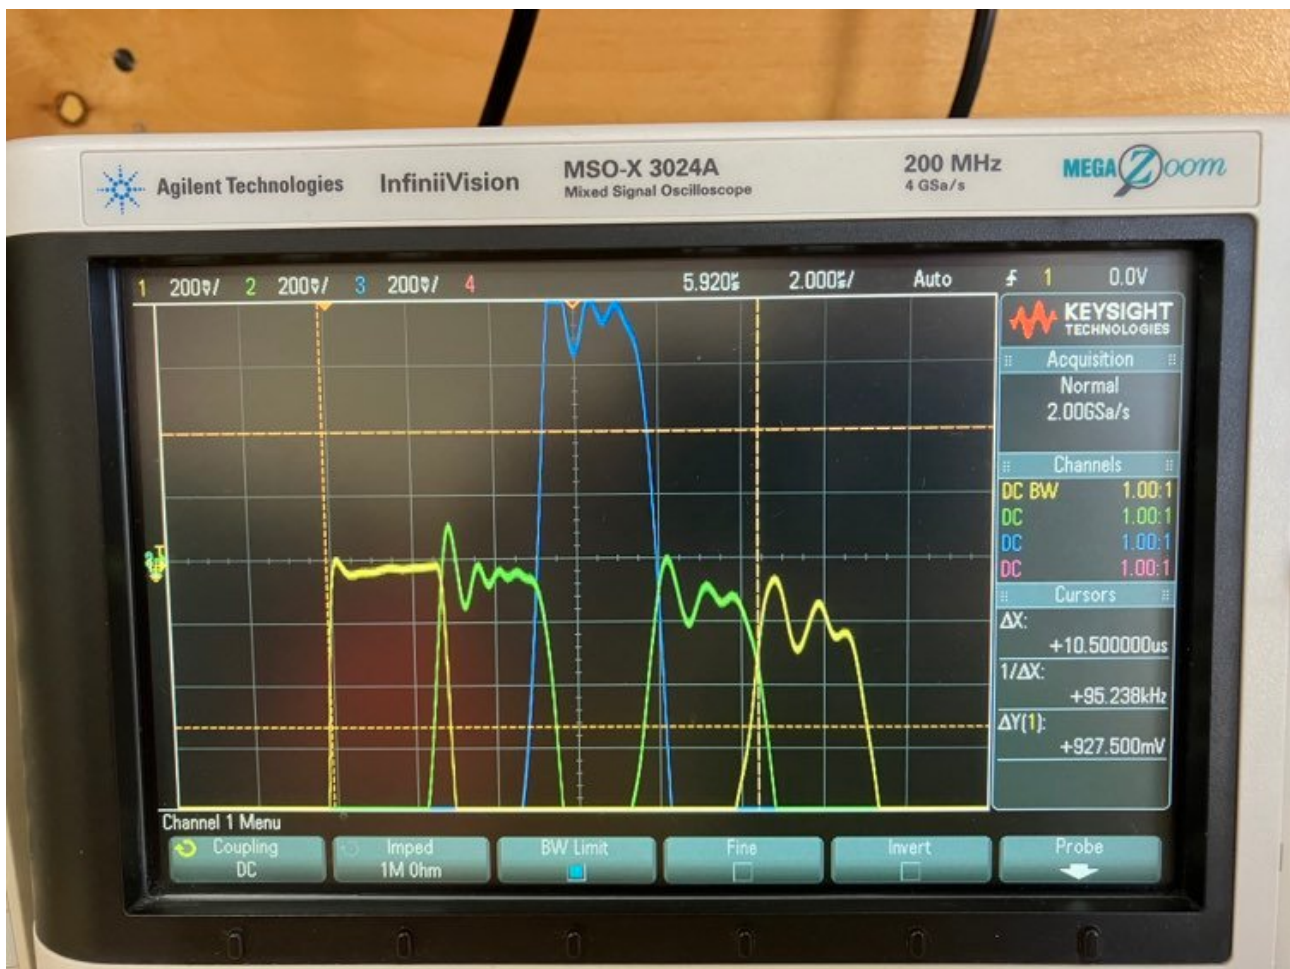 Agilent Technologies InfiniiVision MSO-X 3024A 200 MHz MEGA Zoom
Mixed Signal Oscilloscope 4 GSa/s
1 200mV/ 2 200mV/ 3 200mV/ 4 5.920us 2.000us/ Auto 1 0.0V
KEYSIGHT
TECHNOLOGIES
Acquisition
Normal
2.00GSa/s
Channels
DC BW 1.00:1
DC 1.00:1
DC 1.00:1
DC 1.00:1
Cursors
ΔX:
+10.500000us
1/ΔX:
+95.238kHz
ΔY(1):
+927.500mV
Channel 1 Menu
Coupling Imped BW Limit Fine Invert Probe
DC 1M Ohm